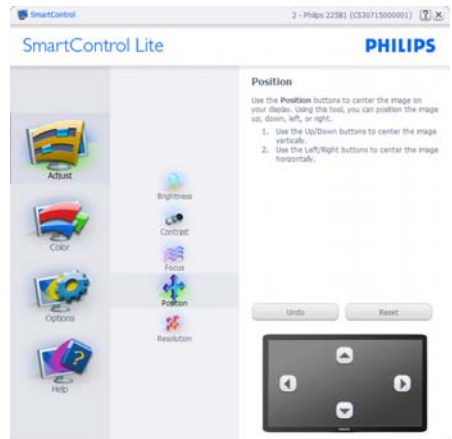 SmartControl
2 - Philips 225B1 (CS30715000001)
SmartControl Lite
PHILIPS
Adjust
Color
Options
Help
Brightness
Contrast
Focus
Position
Resolution
Position
Use the Position buttons to center the image on
your display. Using this tool, you can position the image
up, down, left, or right.
1. Use the Up/Down buttons to center the image
vertically.
2. Use the Left/Right buttons to center the image
horizontally.
Undo
Reset